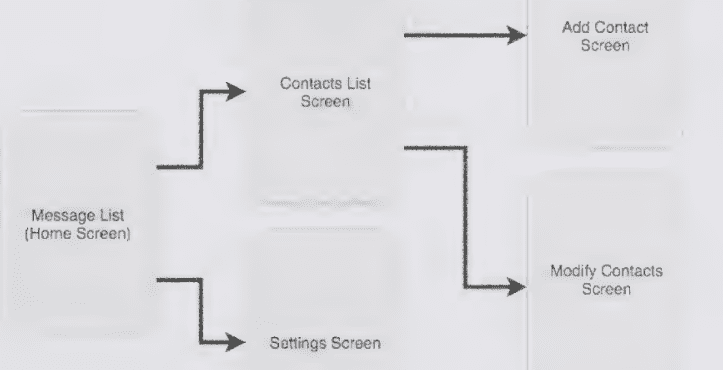 Add Contact
Screen
Contacts List
Screen
Message List
(Home Screen)
Modify Contacts
Screen
Settings Screen